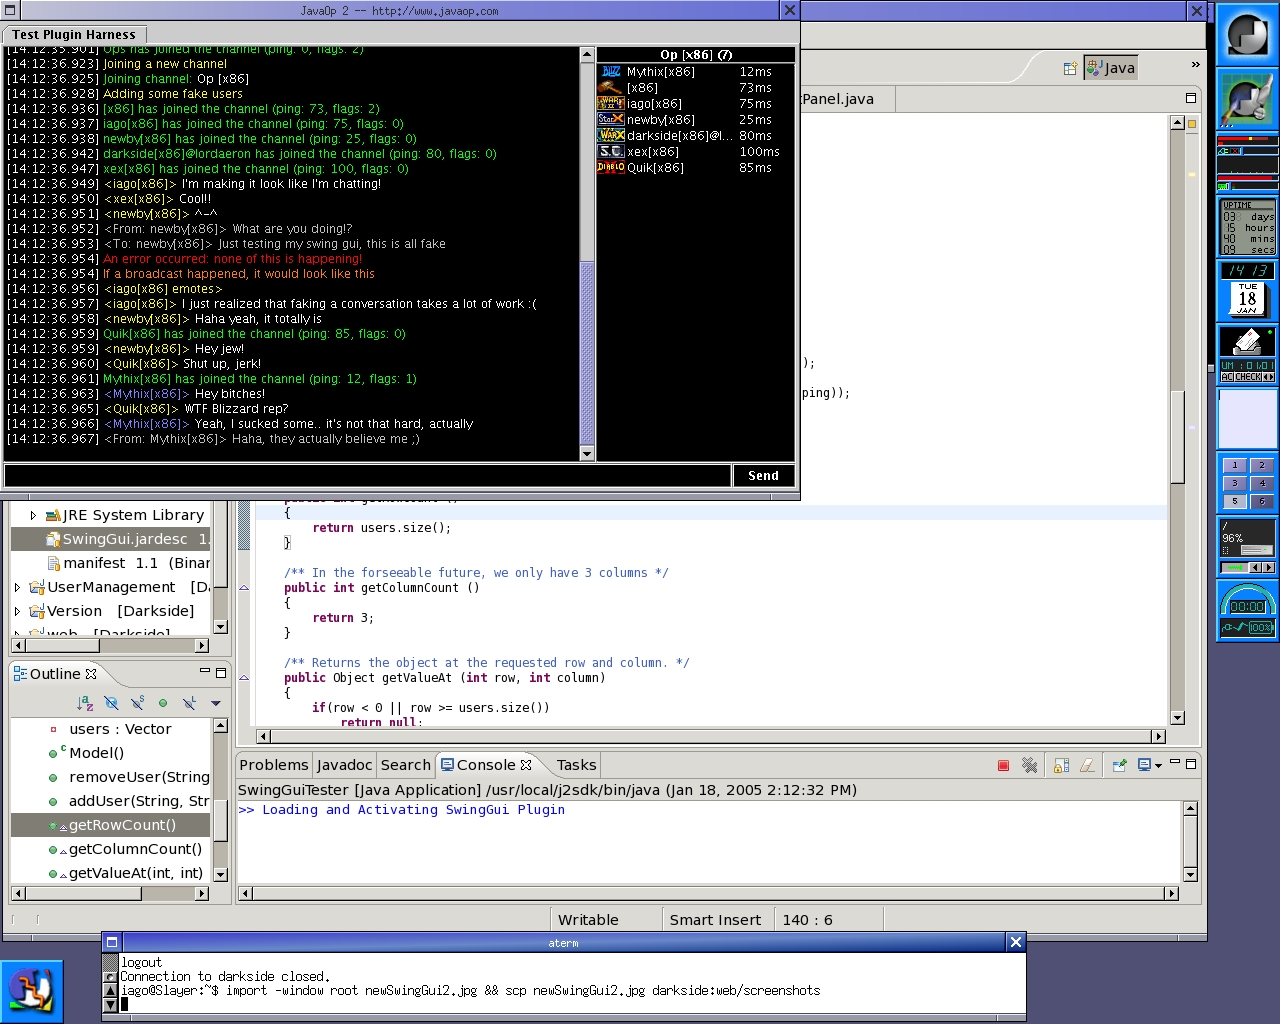 JavaOp 2 -- http://www.javaop.com
Test Plugin Harness
[14:12:36.901] Ops has joined the channel (ping: 0, flags: 2)
[14:12:36.923] Joining a new channel
[14:12:36.925] Joining channel: Op [x86]
[14:12:36.928] Adding some fake users
[14:12:36.936] [x86] has joined the channel (ping: 73, flags: 2)
[14:12:36.937] iago[x86] has joined the channel (ping: 75, flags: 0)
[14:12:36.938] newby[x86] has joined the channel (ping: 25, flags: 0)
[14:12:36.942] darkside[x86]@lordaeron has joined the channel (ping: 80, flags: 0)
[14:12:36.947] xex[x86] has joined the channel (ping: 100, flags: 0)
[14:12:36.949] <iago[x86]> I'm making it look like I'm chatting!
[14:12:36.950] <xex[x86]> Cool!!
[14:12:36.951] <newby[x86]> ^-^
[14:12:36.952] <From: newby[x86]> What are you doing!?
[14:12:36.953] <To: newby[x86]> Just testing my swing gui, this is all fake
[14:12:36.954] An error occurred: none of this is happening!
[14:12:36.954] If a broadcast happened, it would look like this
[14:12:36.956] <iago[x86] emotes>
[14:12:36.957] <iago[x86]> I just realized that faking a conversation takes a lot of work :(
[14:12:36.958] <newby[x86]> Haha yeah, it totally is
[14:12:36.959] Quik[x86] has joined the channel (ping: 85, flags: 0)
[14:12:36.959] <newby[x86]> Hey jew!
[14:12:36.960] <Quik[x86]> Shut up, jerk!
[14:12:36.961] Mythix[x86] has joined the channel (ping: 12, flags: 1)
[14:12:36.963] <Mythix[x86]> Hey bitches!
[14:12:36.965] <Quik[x86]> WTF Blizzard rep?
[14:12:36.966] <Mythix[x86]> Yeah, I sucked some.. it's not that hard, actually
[14:12:36.967] <From: Mythix[x86]> Haha, they actually believe me ;)
Op [x86] (7)
Mythix[x86] 12ms
[x86] 73ms
iago[x86] 75ms
newby[x86] 25ms
darkside[x86]@l... 80ms
xex[x86] 100ms
Quik[x86] 85ms
Send
Java
tPanel.java
);
ping));
{
return users.size();
}
/** In the forseeable future, we only have 3 columns */
public int getColumnCount ()
{
return 3;
}
/** Returns the object at the requested row and column. */
public Object getValueAt (int row, int column)
{
if(row < 0 || row >= users.size())
return null;
JRE System Library
SwingGui.jardesc 1.
manifest 1.1 (Binar
UserManagement [Da
Version [Darkside]
web [Darkside]
Outline
users : Vector
Model()
removeUser(String
addUser(String, Str
getRowCount()
getColumnCount()
getValueAt(int, int)
Problems Javadoc Search Console Tasks
SwingGuiTester [Java Application] /usr/local/j2sdk/bin/java (Jan 18, 2005 2:12:32 PM)
>> Loading and Activating SwingGui Plugin
Writable Smart Insert 140 : 6
aterm
logout
Connection to darkside closed.
iago@Slayer:~$ import -window root newSwingGui2.jpg && scp newSwingGui2.jpg darkside:web/screenshots
UPTIME
03 days
15 hours
40 mins
09 secs
14 13
TUE
18
JAN
AC CHECK
1 2
3 4
5 6
/
96%
00:00
100%